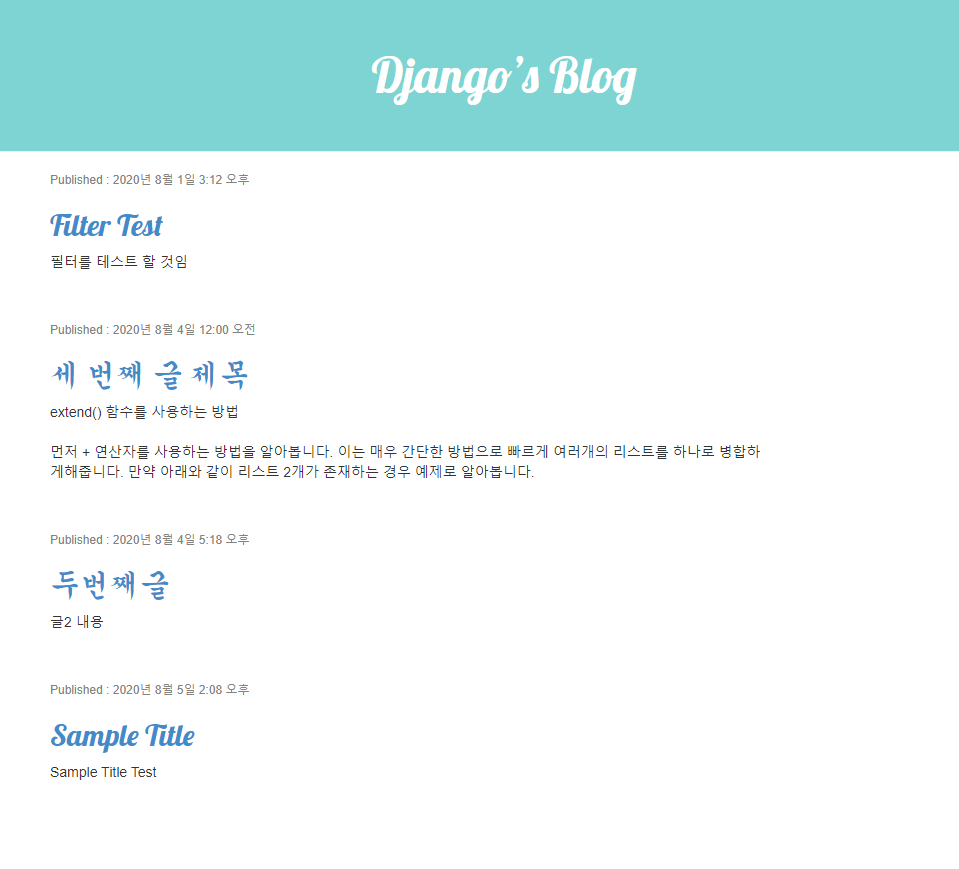 Django's Blog
Published : 2020년 8월 1일 3:12 오후
Filter Test
필터를 테스트 할 것임
Published : 2020년 8월 4일 12:00 오전
세 번째 글 제목
extend() 함수를 사용하는 방법
먼저 + 연산자를 사용하는 방법을 알아봅니다. 이는 매우 간단한 방법으로 빠르게 여러개의 리스트를 하나로 병합하
게해줍니다. 만약 아래와 같이 리스트 2개가 존재하는 경우 예제로 알아봅니다.
Published : 2020년 8월 4일 5:18 오후
두번째글
글2 내용
Published : 2020년 8월 5일 2:08 오후
Sample Title
Sample Title Test